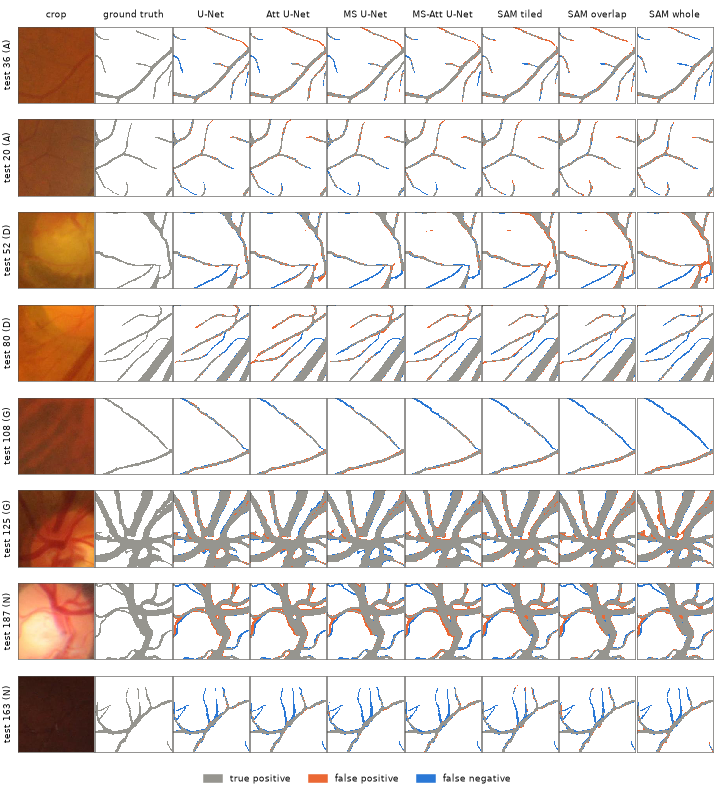 crop ground truth U-Net Att U-Net MS U-Net MS-Att U-Net SAM tiled SAM overlap SAM whole
test 36 (A)
test 20 (A)
test 52 (D)
test 80 (D)
test 108 (G)
test 125 (G)
test 187 (N)
test 163 (N)
true positive false positive false negative